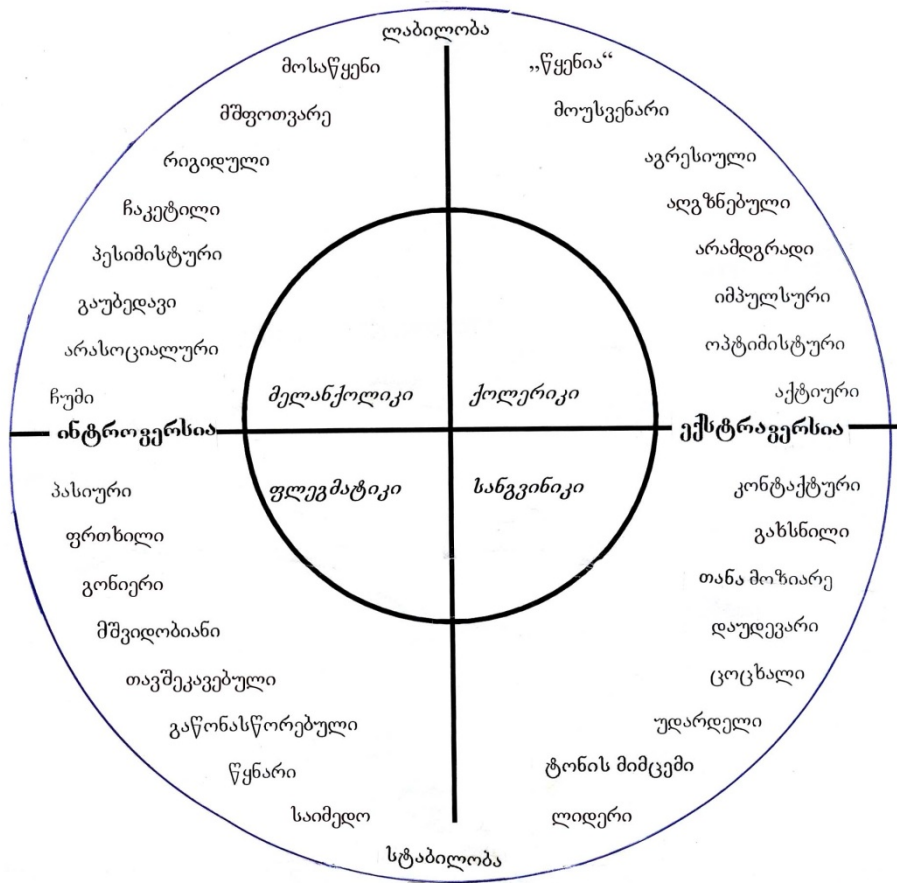 ლაბილობა
მოსაწყენი
„წყენია“
მშფოთვარე
მოუსვენარი
რიგიდული
აგრესიული
ჩაკეტილი
აღგზნებული
პესიმისტური
არამდგრადი
გაუბედავი
იმპულსური
არასოციალური
ოპტიმისტური
ჩუმი
მელანქოლიკი
ქოლერიკი
აქტიური
ინტროვერსია
ექსტრავერსია
პასიური
ფლეგმატიკი
სანგვინიკი
კონტაქტური
ფრთხილი
გახსნილი
გონიერი
თანა მოზიარე
მშვიდობიანი
დაუდევარი
თავშეკავებული
ცოცხალი
გაწონასწორებული
უდარდელი
წყნარი
ტონის მიმცემი
საიმედო
ლიდერი
სტაბილობა